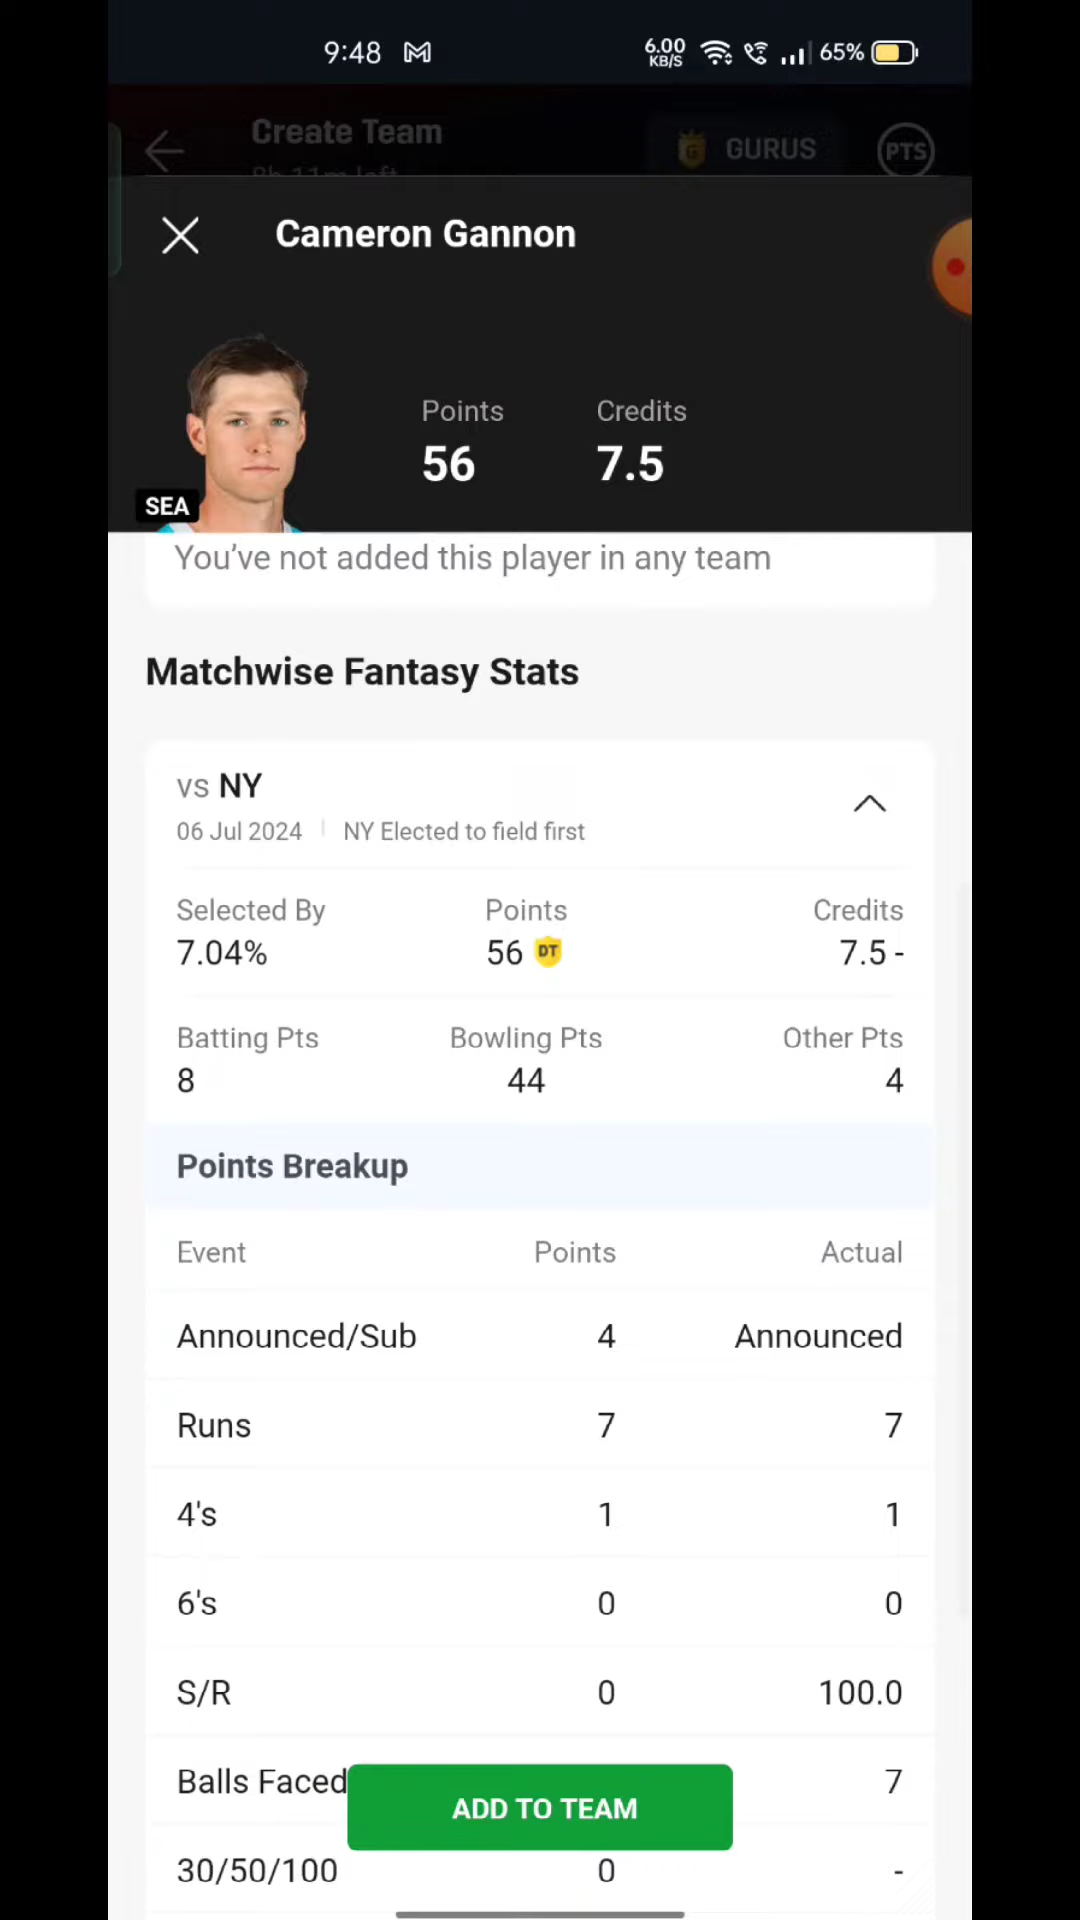 9:48 6.00 KB/S 65%
Create Team
GURUS PTS
8h 11m left
Cameron Gannon
Points Credits
56 7.5
SEA
You've not added this player in any team
Matchwise Fantasy Stats
vs NY
06 Jul 2024 NY Elected to field first
Selected By Points Credits
7.04% 56 DT 7.5 -
Batting Pts Bowling Pts Other Pts
8 44 4
Points Breakup
Event Points Actual
Announced/Sub 4 Announced
Runs 7 7
4's 1 1
6's 0 0
S/R 0 100.0
Balls Faced 7
ADD TO TEAM
30/50/100 0 -